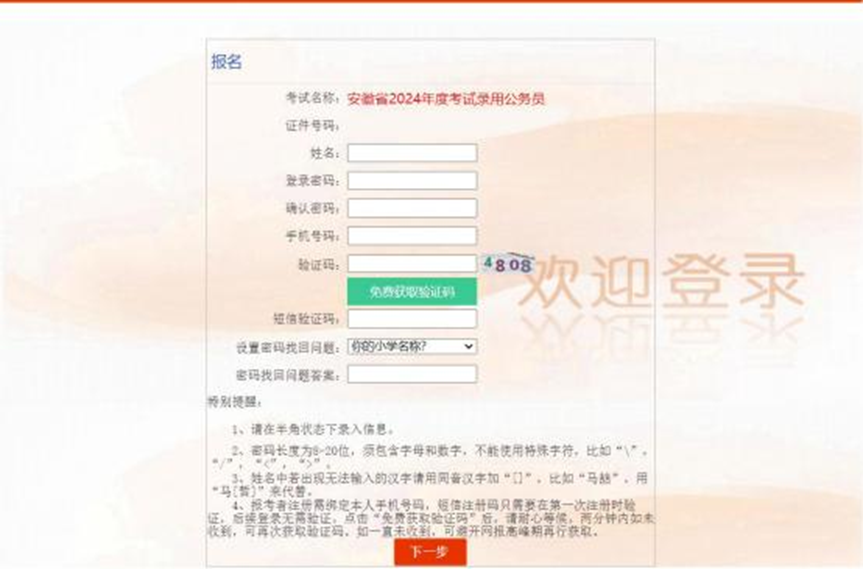 报名
考试名称： 安徽省2024年度考试录用公务员
证件号码：
姓名：
登录密码：
确认密码：
手机号码：
验证码： 4808
欢迎登录
免费获取验证码
短信验证码：
设置密码找回问题： 你的小学名称?
密码找回问题答案：
特别提醒：
1、请在半角状态下录入信息。
2、密码长度为8-20位，须包含字母和数字，不能使用特殊字符，比如“\”，
“/”，“<”，“>”。
3、姓名中若出现无法输入的汉字请用同音汉字加“[]”，比如“马喆”，用
“马[哲]”来代替。
4、报考者注册需绑定本人手机号码，短信注册码只需要在第一次注册时验
证，后续登录无需验证，点击“免费获取验证码”后，请耐心等候，两分钟内如未
收到，可再次获取验证码，如一直未收到，可避开网报高峰期再行获取。
下一步